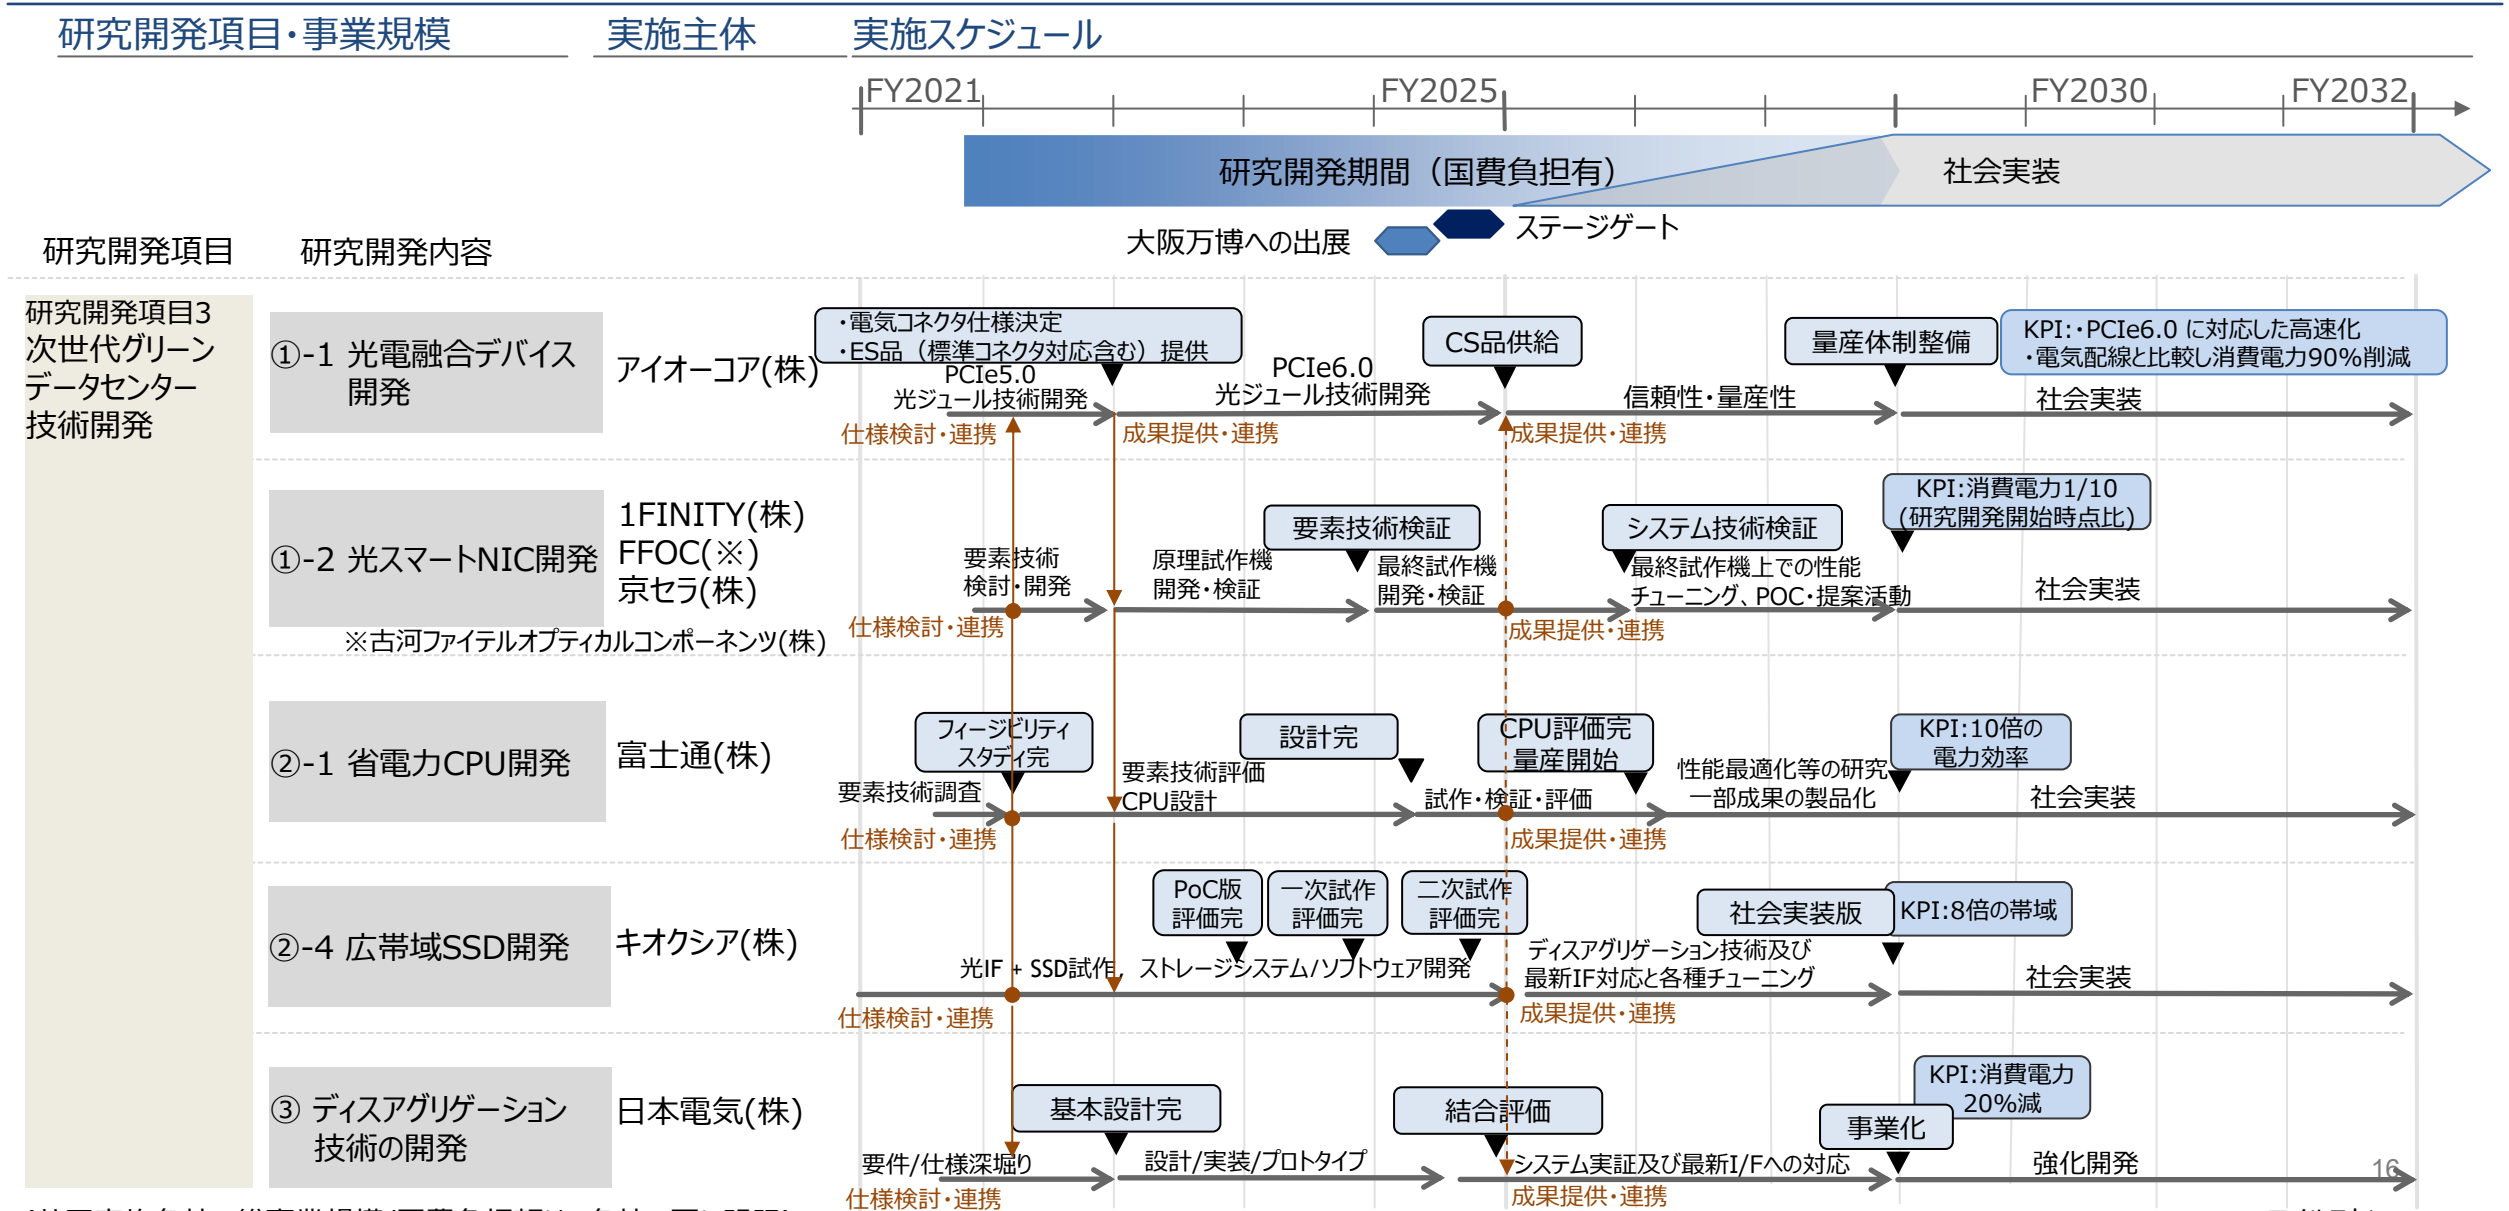 研究開発項目・事業規模
実施主体
実施スケジュール
FY2021
FY2025
FY2030
FY2032
研究開発期間（国費負担有）
社会実装
大阪万博への出展
ステージゲート
研究開発項目
研究開発内容
研究開発項目3
次世代グリーン
データセンター
技術開発
①-1 光電融合デバイス
開発
アイオーコア(株)
・電気コネクタ仕様決定
・ES品（標準コネクタ対応含む）提供
PCIe5.0
光ジュール技術開発
PCIe6.0
光ジュール技術開発
CS品供給
信頼性・量産性
量産体制整備
社会実装
KPI:・PCIe6.0 に対応した高速化
・電気配線と比較し消費電力90%削減
仕様検討・連携
成果提供・連携
成果提供・連携
①-2 光スマートNIC開発
1FINITY(株)
FFOC(※)
京セラ(株)
※古河ファイテルオプティカルコンポーネンツ(株)
要素技術
検討・開発
原理試作機
開発・検証
要素技術検証
最終試作機
開発・検証
システム技術検証
最終試作機上での性能
チューニング、POC・提案活動
KPI:消費電力1/10
(研究開発開始時点比)
社会実装
仕様検討・連携
成果提供・連携
②-1 省電力CPU開発
富士通(株)
フィージビリティ
スタディ完
要素技術調査
要素技術評価
CPU設計
設計完
試作・検証・評価
CPU評価完
量産開始
性能最適化等の研究
一部成果の製品化
KPI:10倍の
電力効率
社会実装
仕様検討・連携
成果提供・連携
②-4 広帯域SSD開発
キオクシア(株)
PoC版
評価完
一次試作
評価完
二次試作
評価完
光IF + SSD試作，ストレージシステム/ソフトウェア開発
ディスアグリゲーション技術及び
最新IF対応と各種チューニング
社会実装版
KPI:8倍の帯域
社会実装
仕様検討・連携
成果提供・連携
③ ディスアグリゲーション
技術の開発
日本電気(株)
基本設計完
要件/仕様深堀り
設計/実装/プロトタイプ
結合評価
システム実証及び最新I/Fへの対応
事業化
KPI:消費電力
20%減
強化開発
仕様検討・連携
成果提供・連携
16